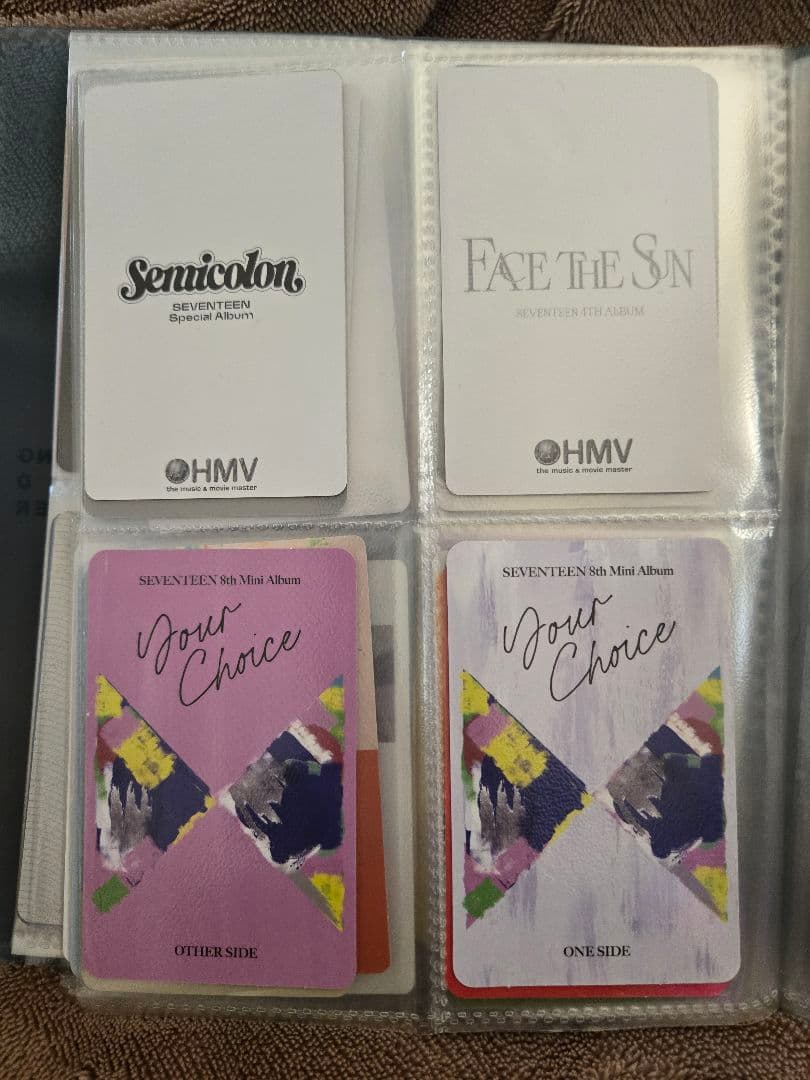 Semicolon
SEVENTEEN
Special Album
HMV
the music & movie master
FACE THE SUN
SEVENTEEN 4TH ALBUM
HMV
the music & movie master
SEVENTEEN 8th Mini Album
Your
Choice
OTHER SIDE
SEVENTEEN 8th Mini Album
Your
Choice
ONE SIDE